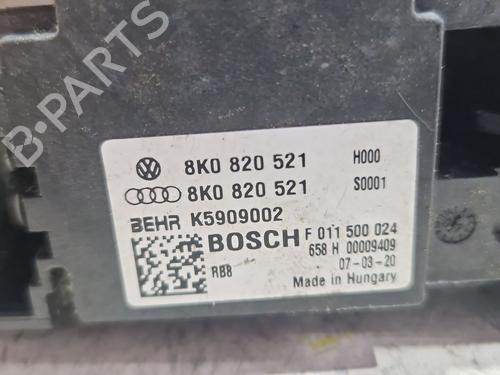 8K0 820 521 H000
8K0 820 521 S0001
BEHR K5909002
BOSCH F 011 500 024
658 H 00009409
RB8 07-03-20
Made in Hungary
B-PARTS